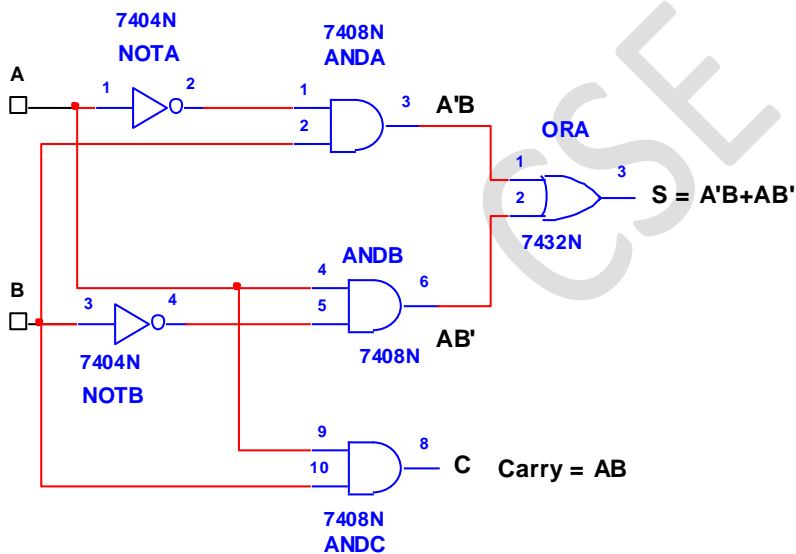 7404N
NOTA
7408N
ANDA
A
1
2
1
2
3
A'B
ORA
1
2
3
S = A'B+AB'
7432N
ANDB
B
3
4
4
5
6
AB'
7404N
NOTB
7408N
9
10
8
C
Carry = AB
7408N
ANDC
CSE